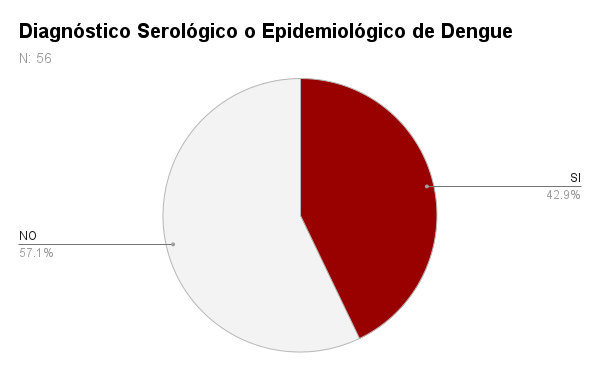 Diagnóstico Serológico o Epidemiológico de Dengue
N: 56
SI
42.9%
NO
57.1%